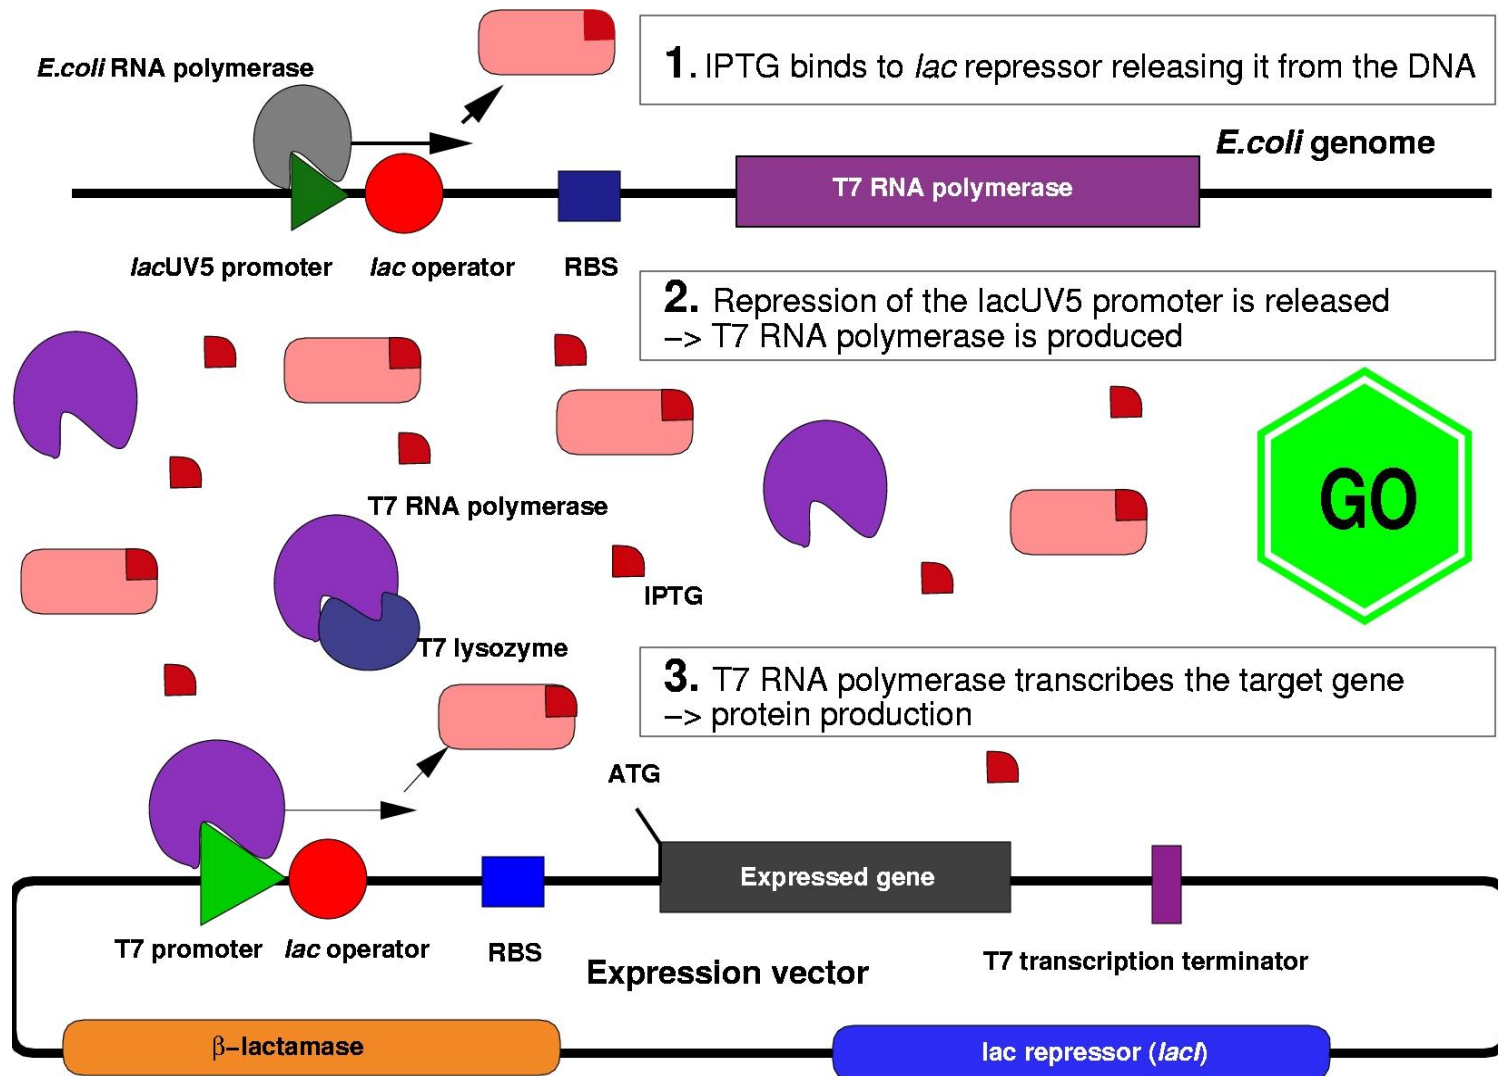 E.coli RNA polymerase
1. IPTG binds to lac repressor releasing it from the DNA
E.coli genome
T7 RNA polymerase
lacUV5 promoter
lac operator
RBS
2. Repression of the lacUV5 promoter is released
–> T7 RNA polymerase is produced
GO
T7 RNA polymerase
IPTG
T7 lysozyme
3. T7 RNA polymerase transcribes the target gene
–> protein production
ATG
Expressed gene
T7 promoter
lac operator
RBS
Expression vector
T7 transcription terminator
β–lactamase
lac repressor (lacI)